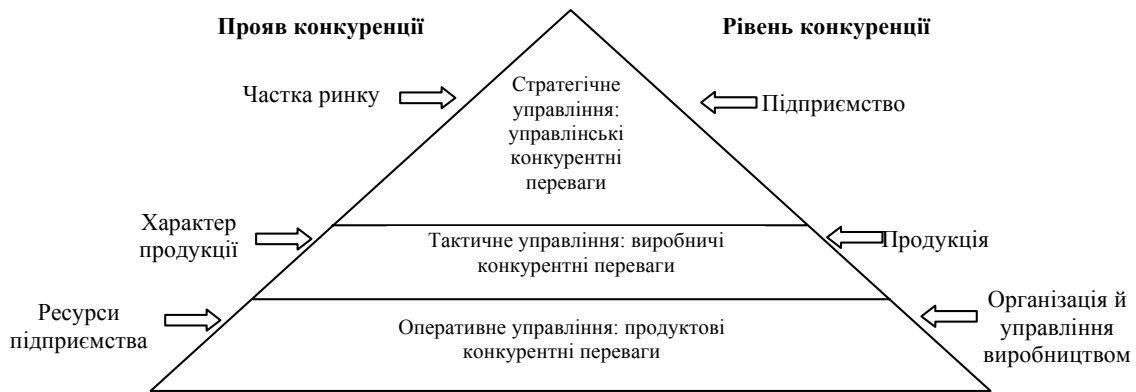 Прояв конкуренції
Рівень конкуренції
Частка ринку
Стратегічне
управління:
управлінські
конкурентні
переваги
Підприємство
Характер
продукції
Тактичне управління: виробничі
конкурентні переваги
Продукція
Ресурси
підприємства
Оперативне управління: продуктові
конкурентні переваги
Організація й
управління
виробництвом